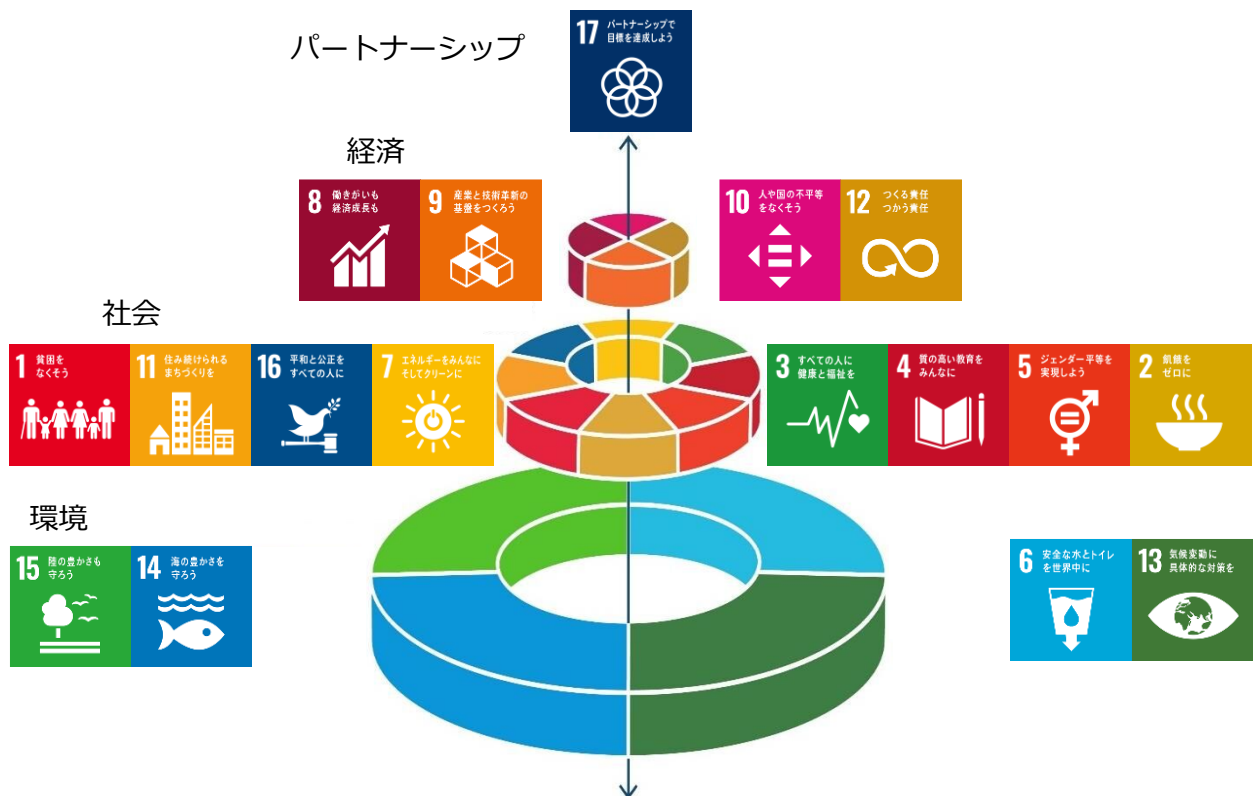 パートナーシップ
17 パートナーシップで
目標を達成しよう
経済
8 働きがいも
経済成長も
9 産業と技術革新の
基盤をつくろう
10 人や国の不平等
をなくそう
12 つくる責任
つかう責任
社会
1 貧困を
なくそう
11 住み続けられる
まちづくりを
16 平和と公正を
すべての人に
7 エネルギーをみんなに
そしてクリーンに
3 すべての人に
健康と福祉を
4 質の高い教育を
みんなに
5 ジェンダー平等を
実現しよう
2 飢餓を
ゼロに
環境
15 陸の豊かさも
守ろう
14 海の豊かさを
守ろう
6 安全な水とトイレ
を世界中に
13 気候変動に
具体的な対策を